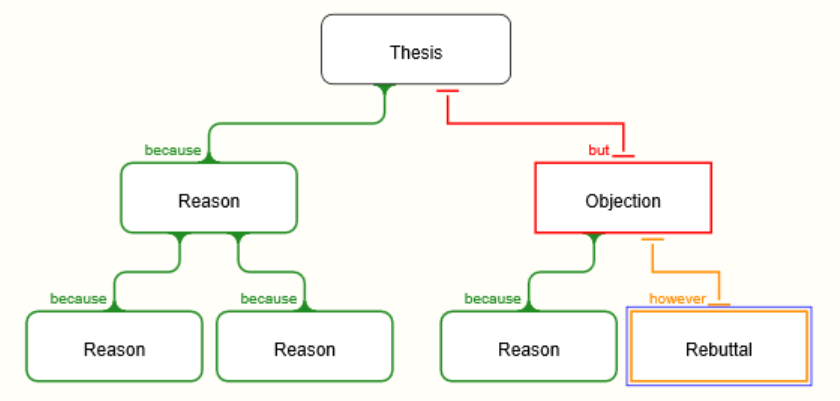 Thesis
because
but
Reason
Objection
because
because
because
however
Reason
Reason
Reason
Rebuttal